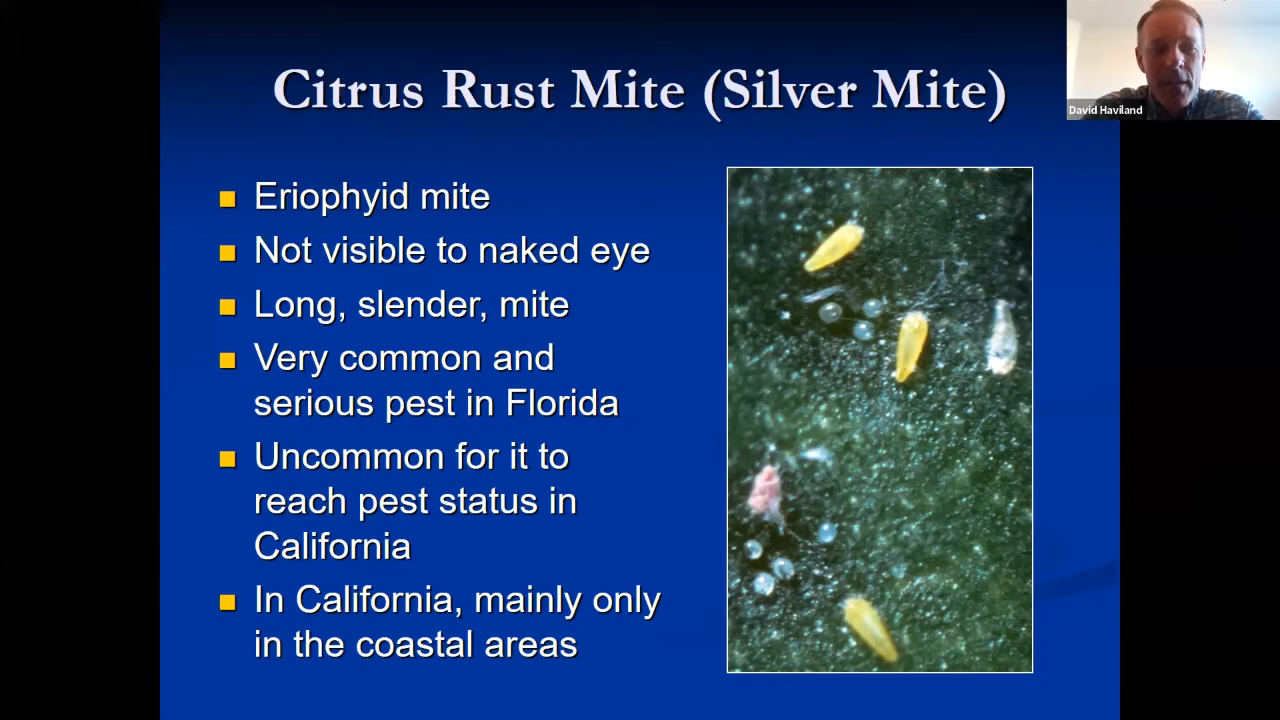 Citrus Rust Mite (Silver Mite)
David Haviland
Eriophyid mite
Not visible to naked eye
Long, slender, mite
Very common and
serious pest in Florida
Uncommon for it to
reach pest status in
California
In California, mainly only
in the coastal areas